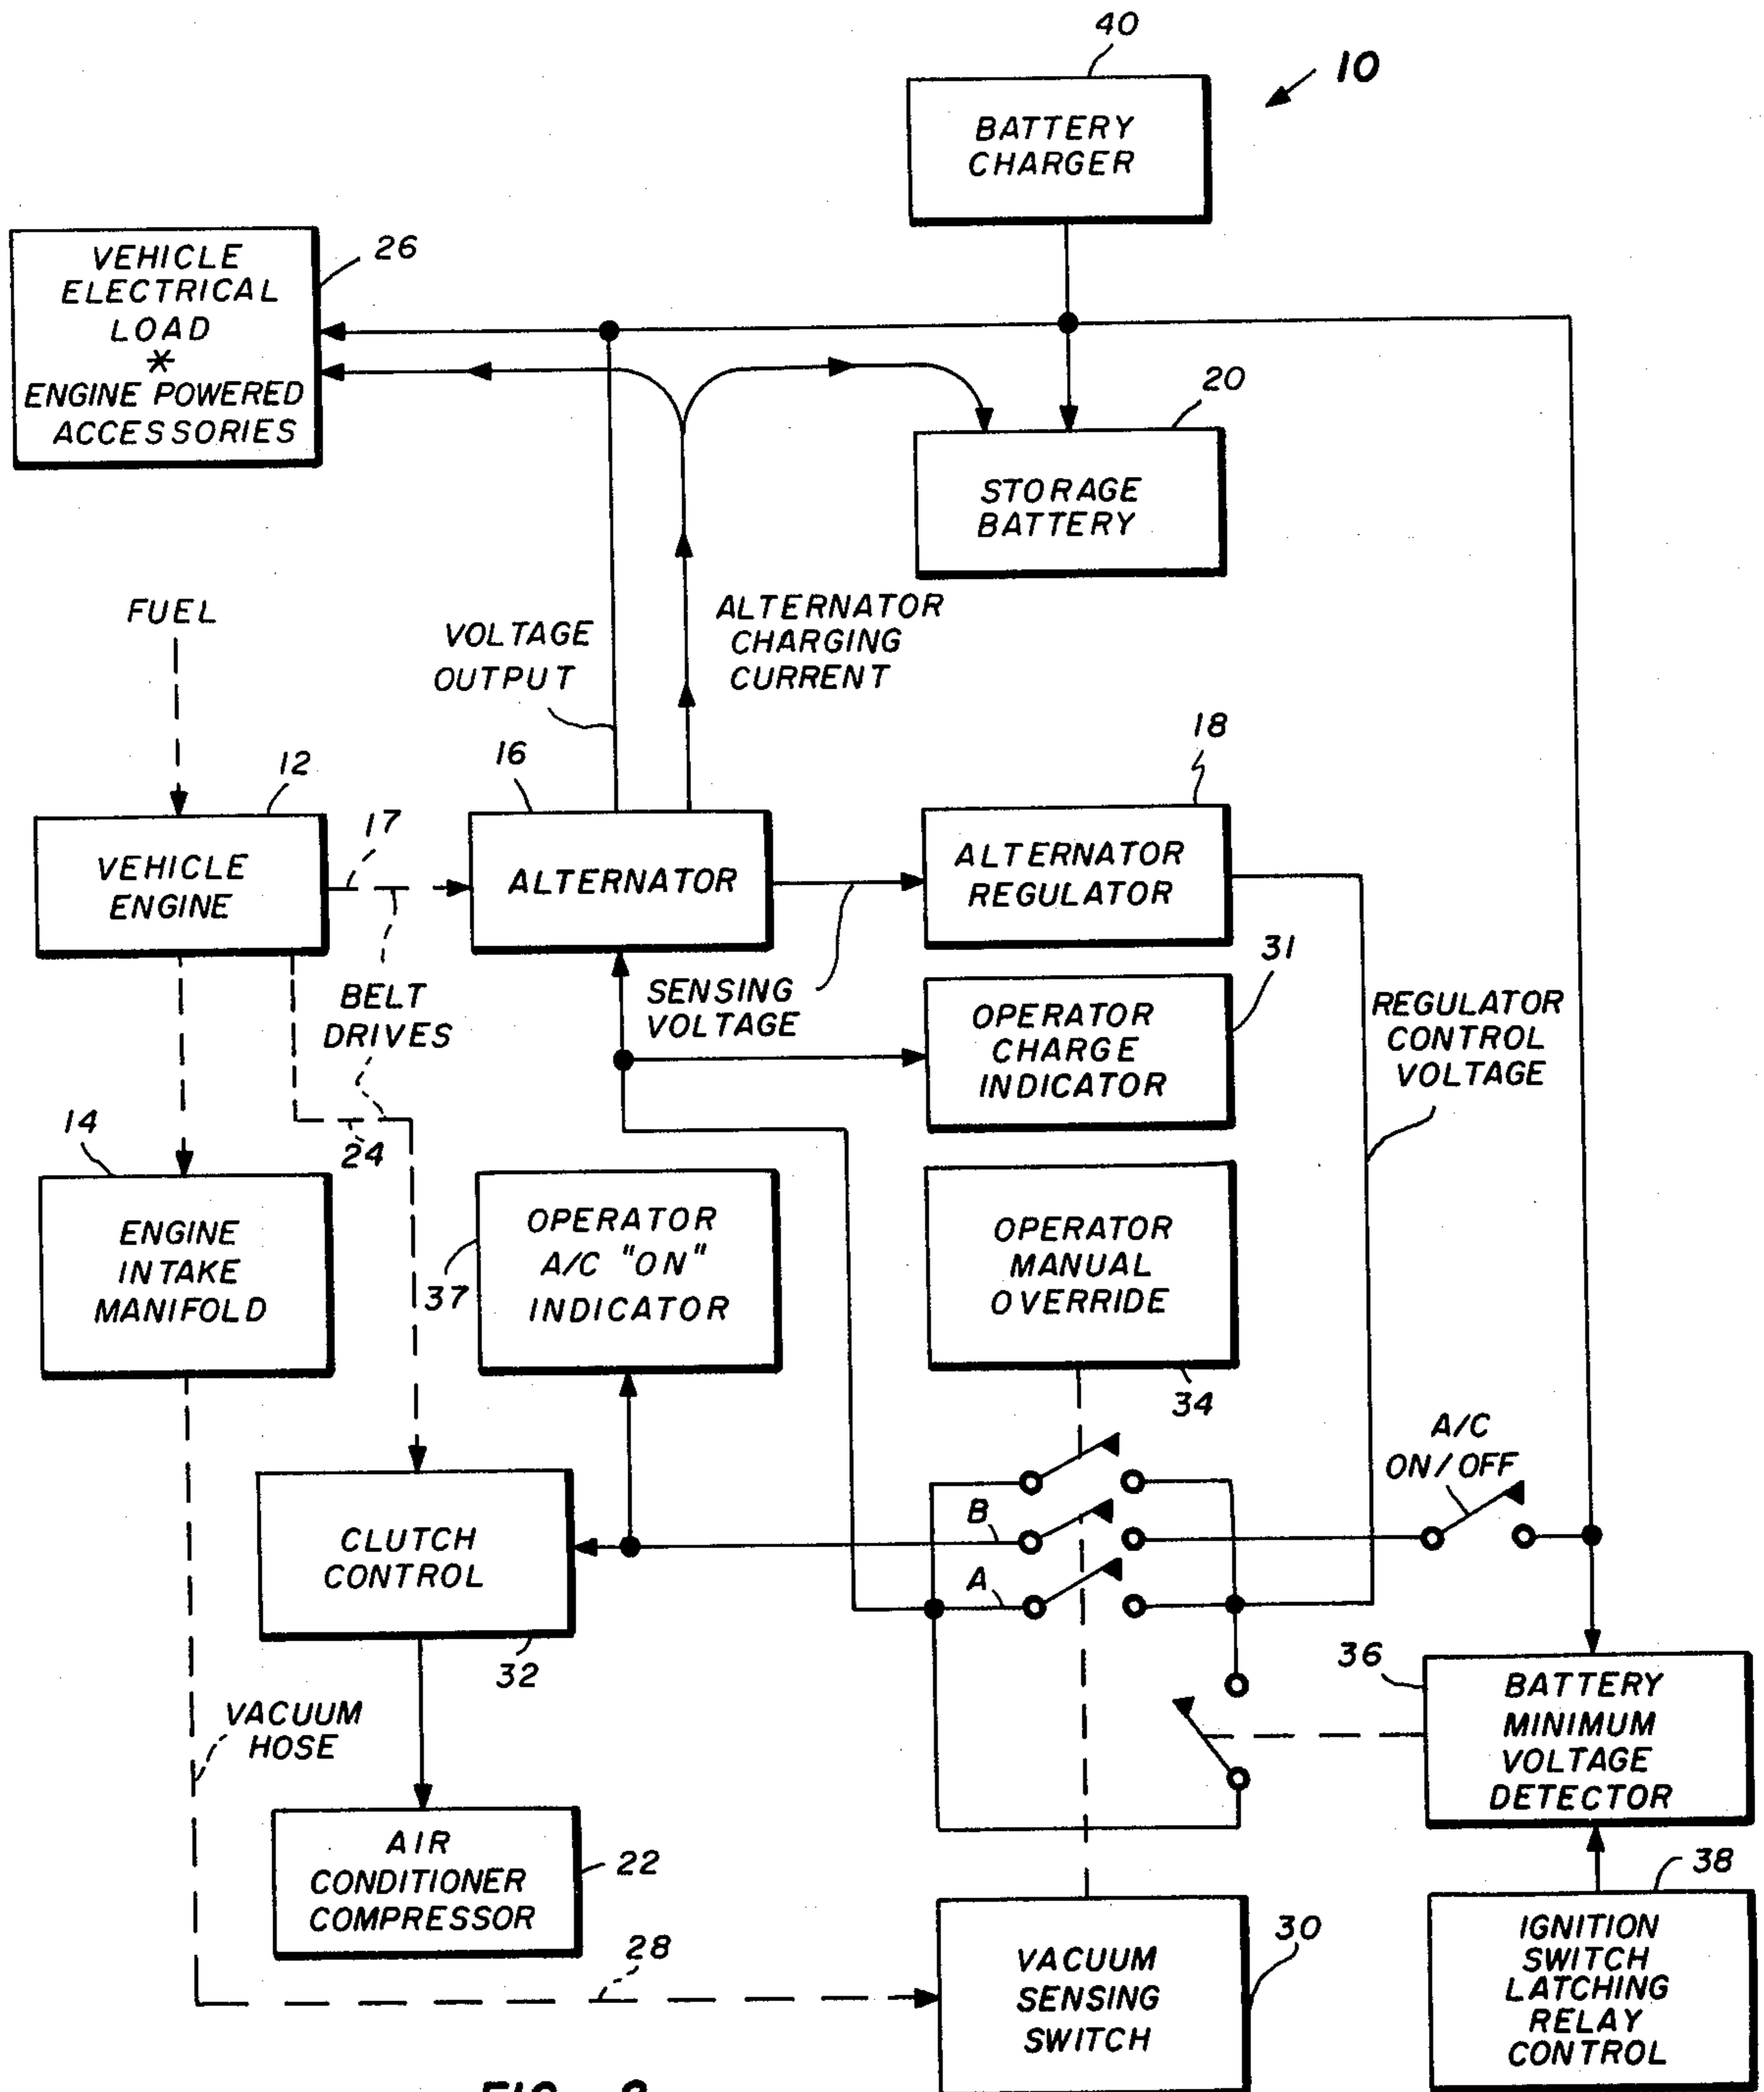 40
10
BATTERY
CHARGER
VEHICLE
ELECTRICAL
LOAD
*
ENGINE POWERED
ACCESSORIES
26
20
STORAGE
BATTERY
FUEL
VOLTAGE
OUTPUT
ALTERNATOR
CHARGING
CURRENT
12
17
16
18
VEHICLE
ENGINE
ALTERNATOR
ALTERNATOR
REGULATOR
BELT
DRIVES
SENSING
VOLTAGE
31
OPERATOR
CHARGE
INDICATOR
REGULATOR
CONTROL
VOLTAGE
14
24
ENGINE
INTAKE
MANIFOLD
37
OPERATOR
A/C "ON"
INDICATOR
OPERATOR
MANUAL
OVERRIDE
34
A/C
ON/OFF
B
A
CLUTCH
CONTROL
32
36
BATTERY
MINIMUM
VOLTAGE
DETECTOR
VACUUM
HOSE
AIR
CONDITIONER
COMPRESSOR
22
28
VACUUM
SENSING
SWITCH
30
38
IGNITION
SWITCH
LATCHING
RELAY
CONTROL